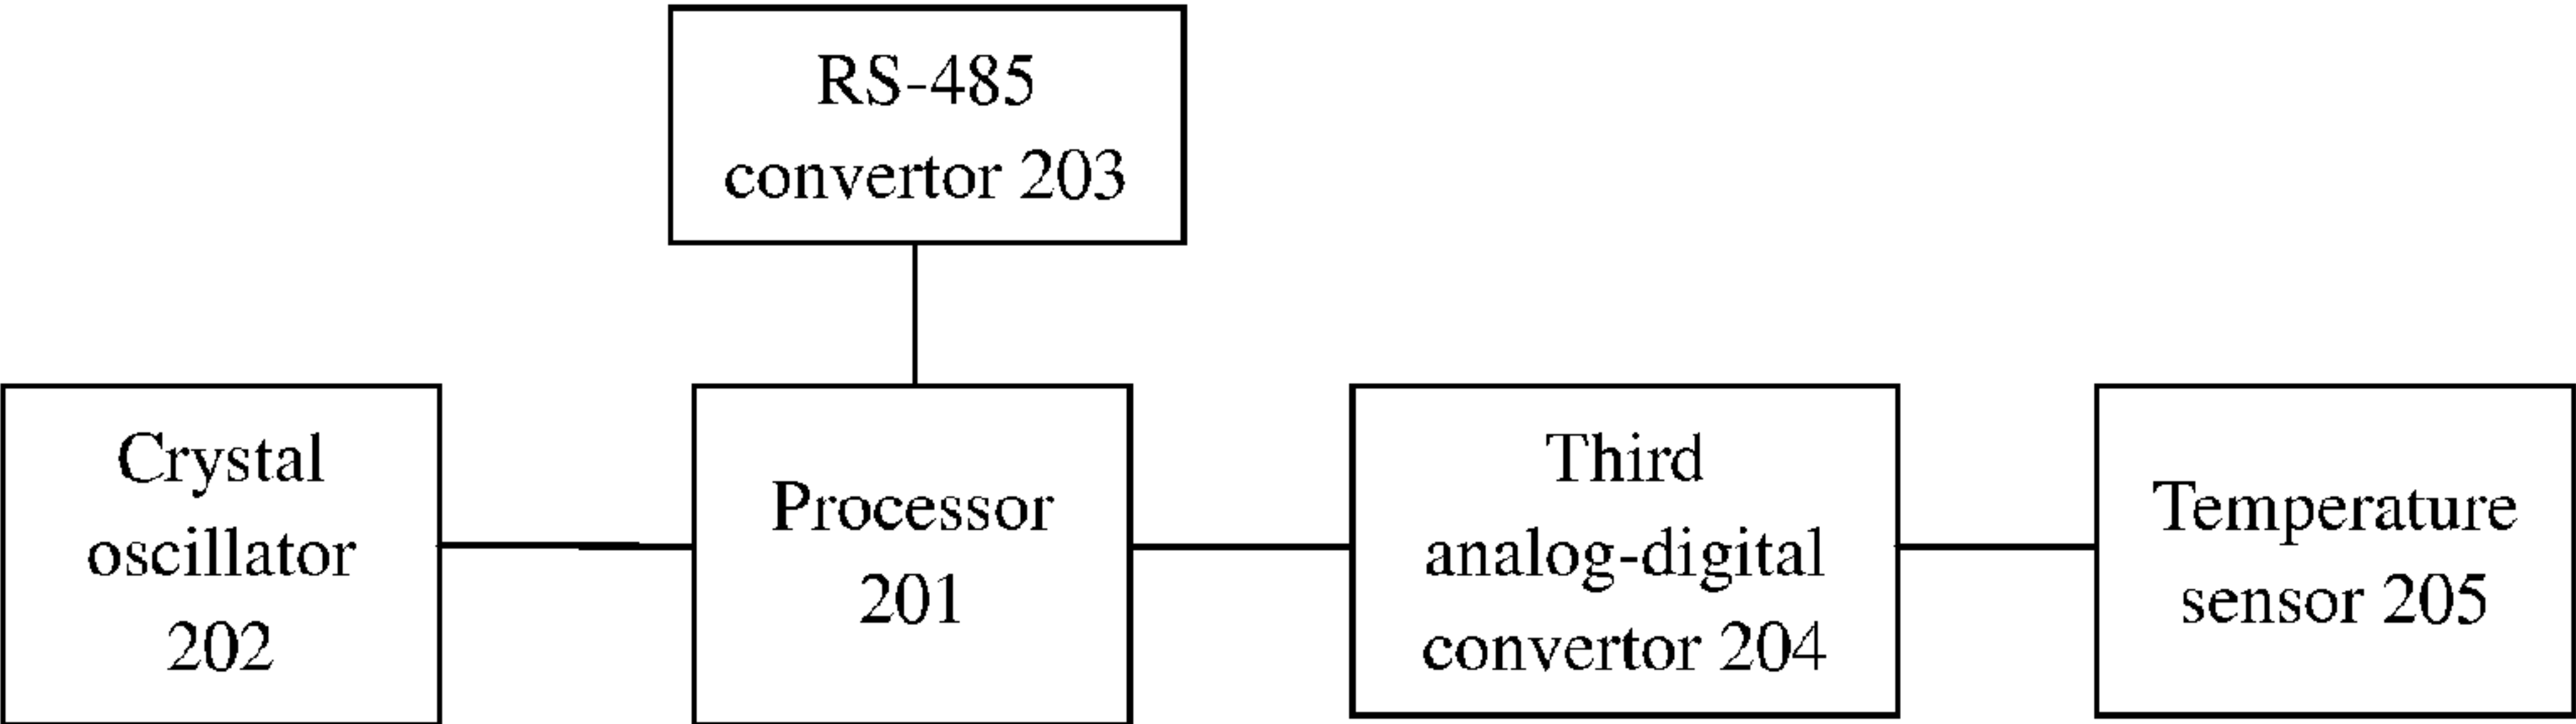 RS-485
convertor 203
Crystal
oscillator
202
Processor
201
Third
analog-digital
convertor 204
Temperature
sensor 205